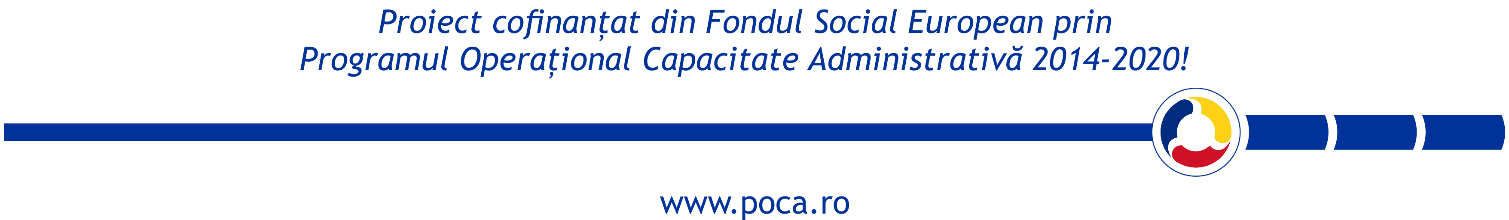 Proiect cofinanțat din Fondul Social European prin
Programul Operațional Capacitate Administrativă 2014-2020!
www.poca.ro